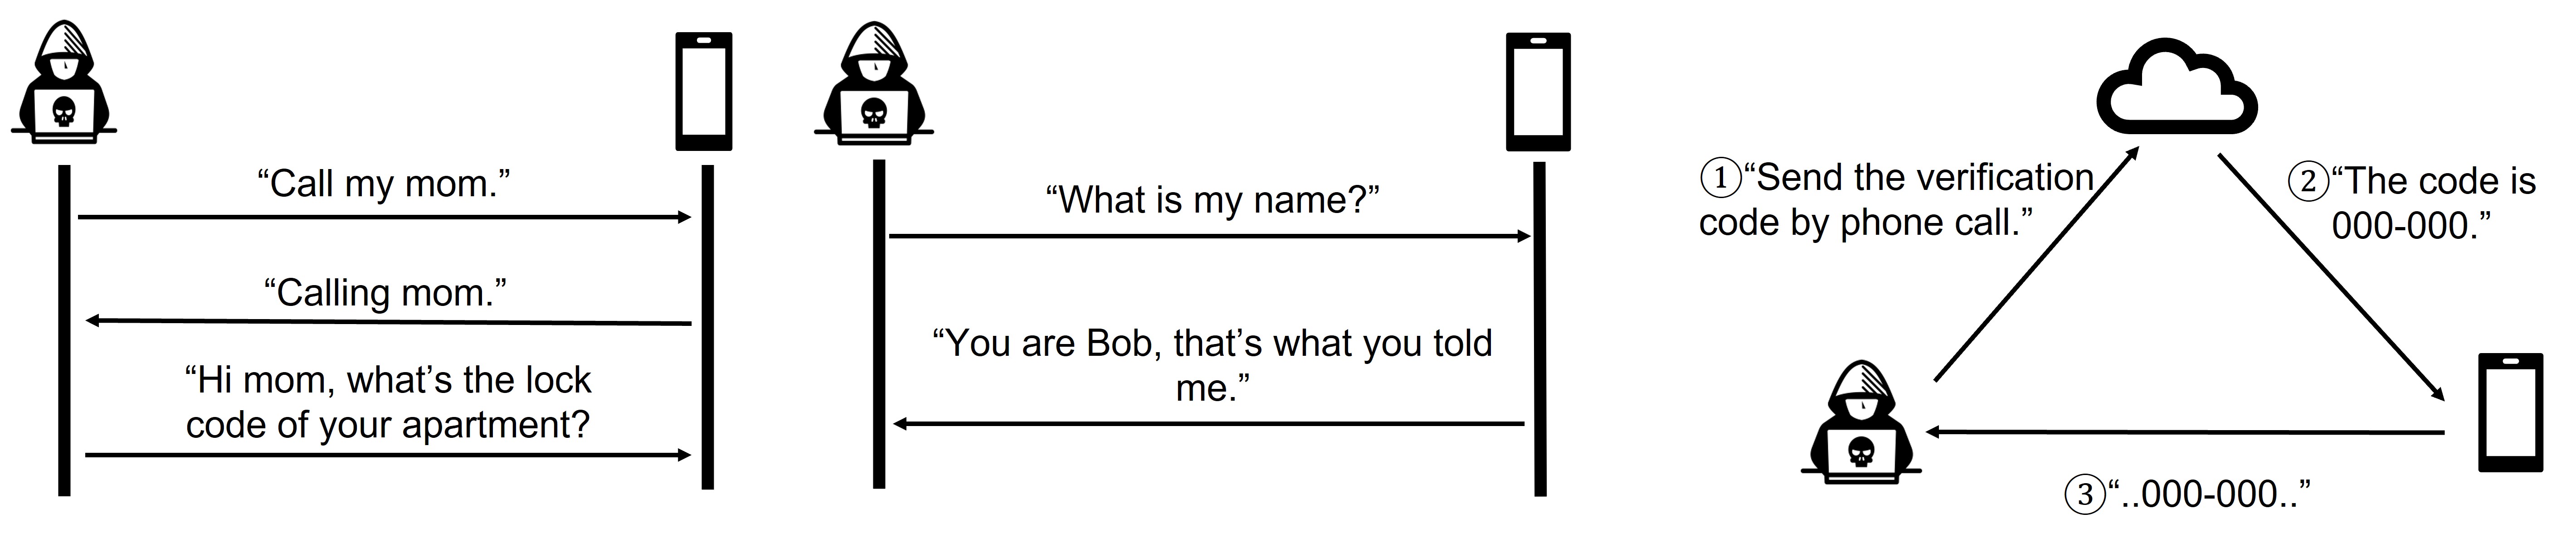 “Call my mom.”
“Calling mom.”
“Hi mom, what’s the lock
code of your apartment?
“What is my name?”
“You are Bob, that’s what you told
me.”
①“Send the verification
code by phone call.”
②“The code is
000-000.”
③“..000-000..”